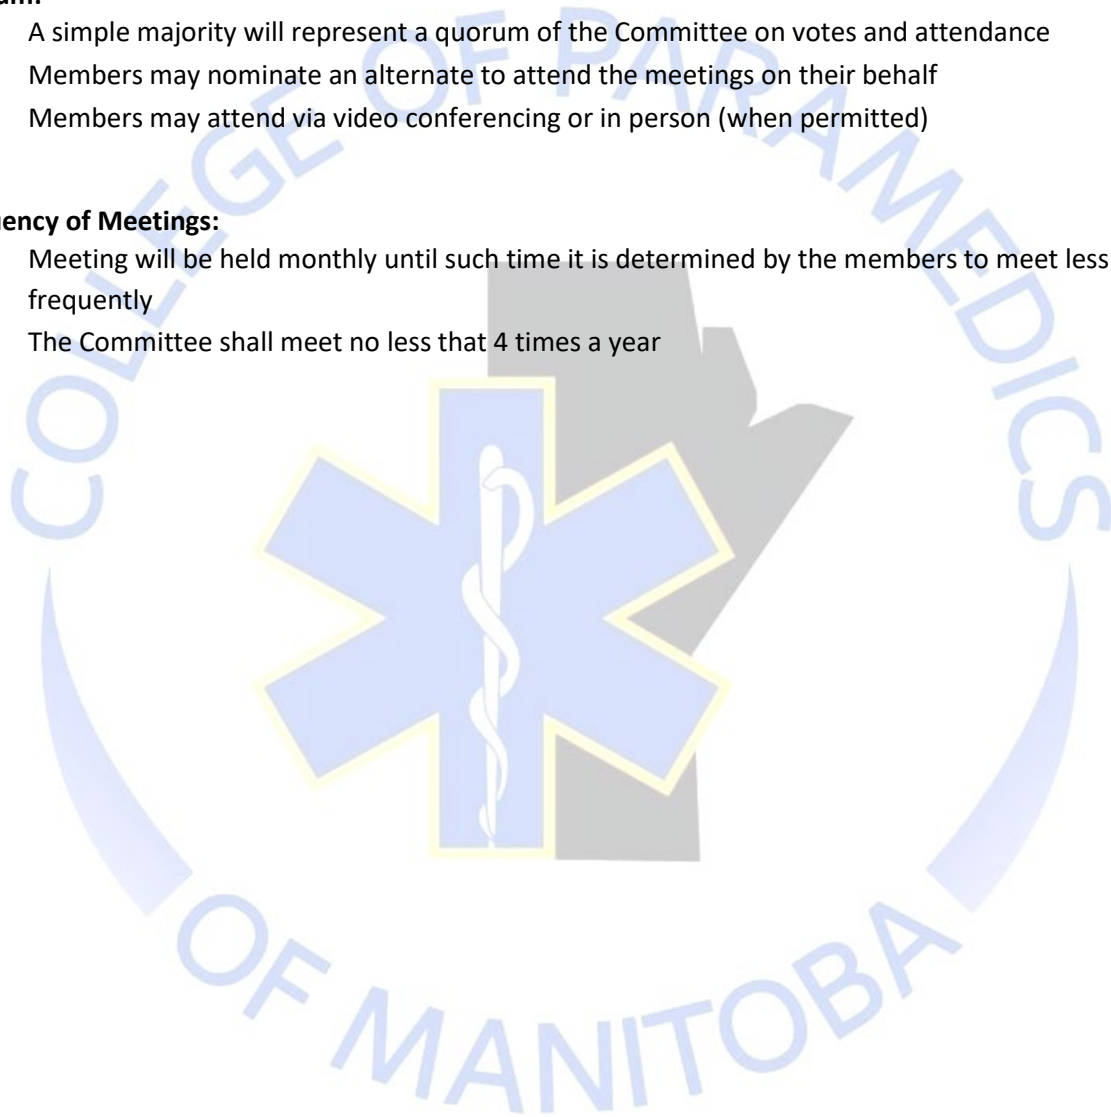 A simple majority will represent a quorum of the Committee on votes and attendance
Members may nominate an alternate to attend the meetings on their behalf
Members may attend via video conferencing or in person (when permitted)
uency of Meetings:
Meeting will be held monthly until such time it is determined by the members to meet less
frequently
The Committee shall meet no less that 4 times a year
COLLEGE OF PARAMEDICS
OF MANITOBA